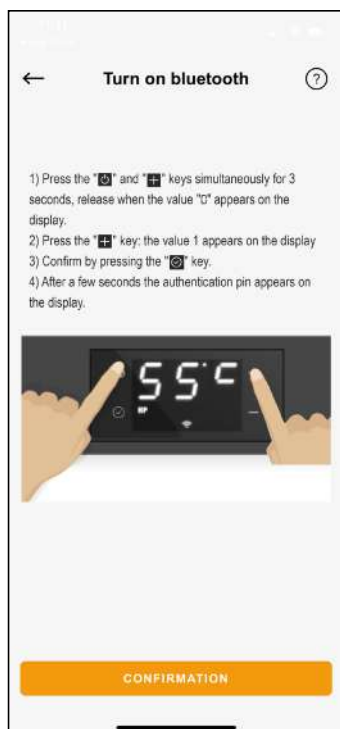 Turn on bluetooth
?
1) Press the "" and "+" keys simultaneously for 3
seconds, release when the value "0" appears on the
display.
2) Press the "+" key: the value 1 appears on the display
3) Confirm by pressing the "" key.
4) After a few seconds the authentication pin appears on
the display.
55°C
HP
CONFIRMATION